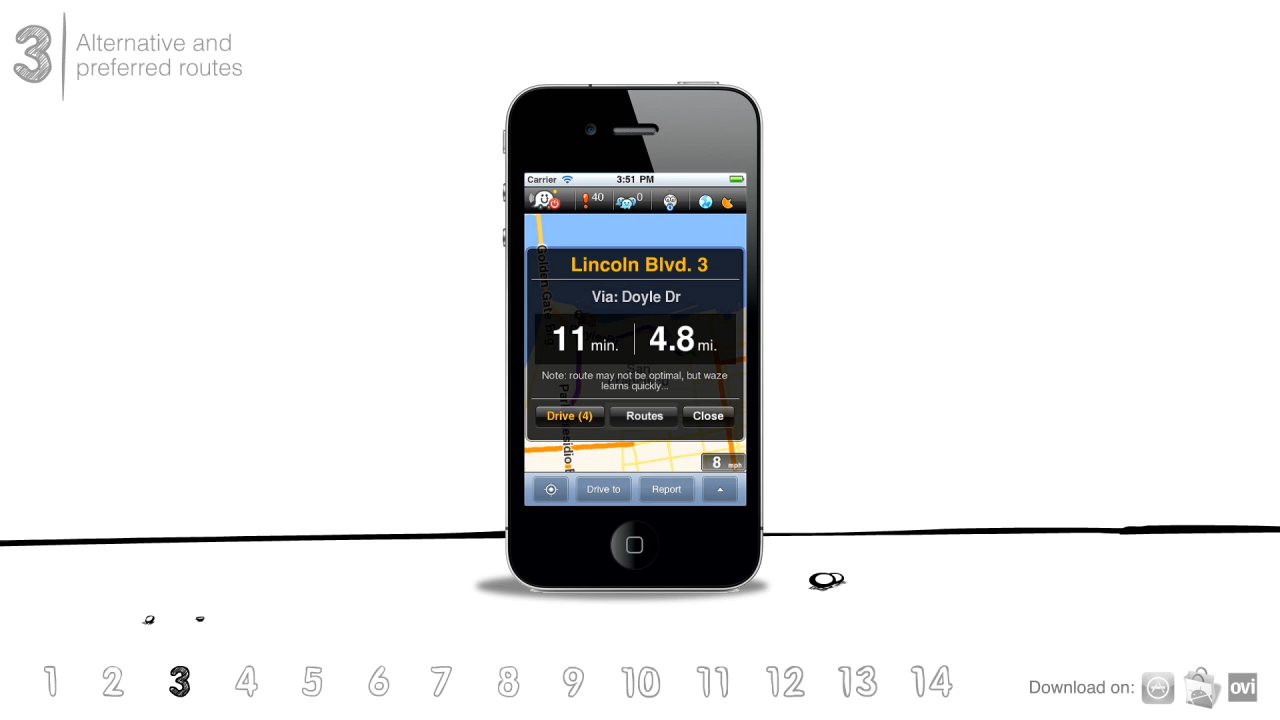 3
Alternative and
preferred routes
Carrier 3:51 PM
40 0
Lincoln Blvd. 3
Via: Doyle Dr
11 min. 4.8 mi.
Note: route may not be optimal, but waze
learns quickly...
Drive (4) Routes Close
8 mph
Drive to Report
1 2 3 4 5 6 7 8 9 10 11 12 13 14
Download on: ovi